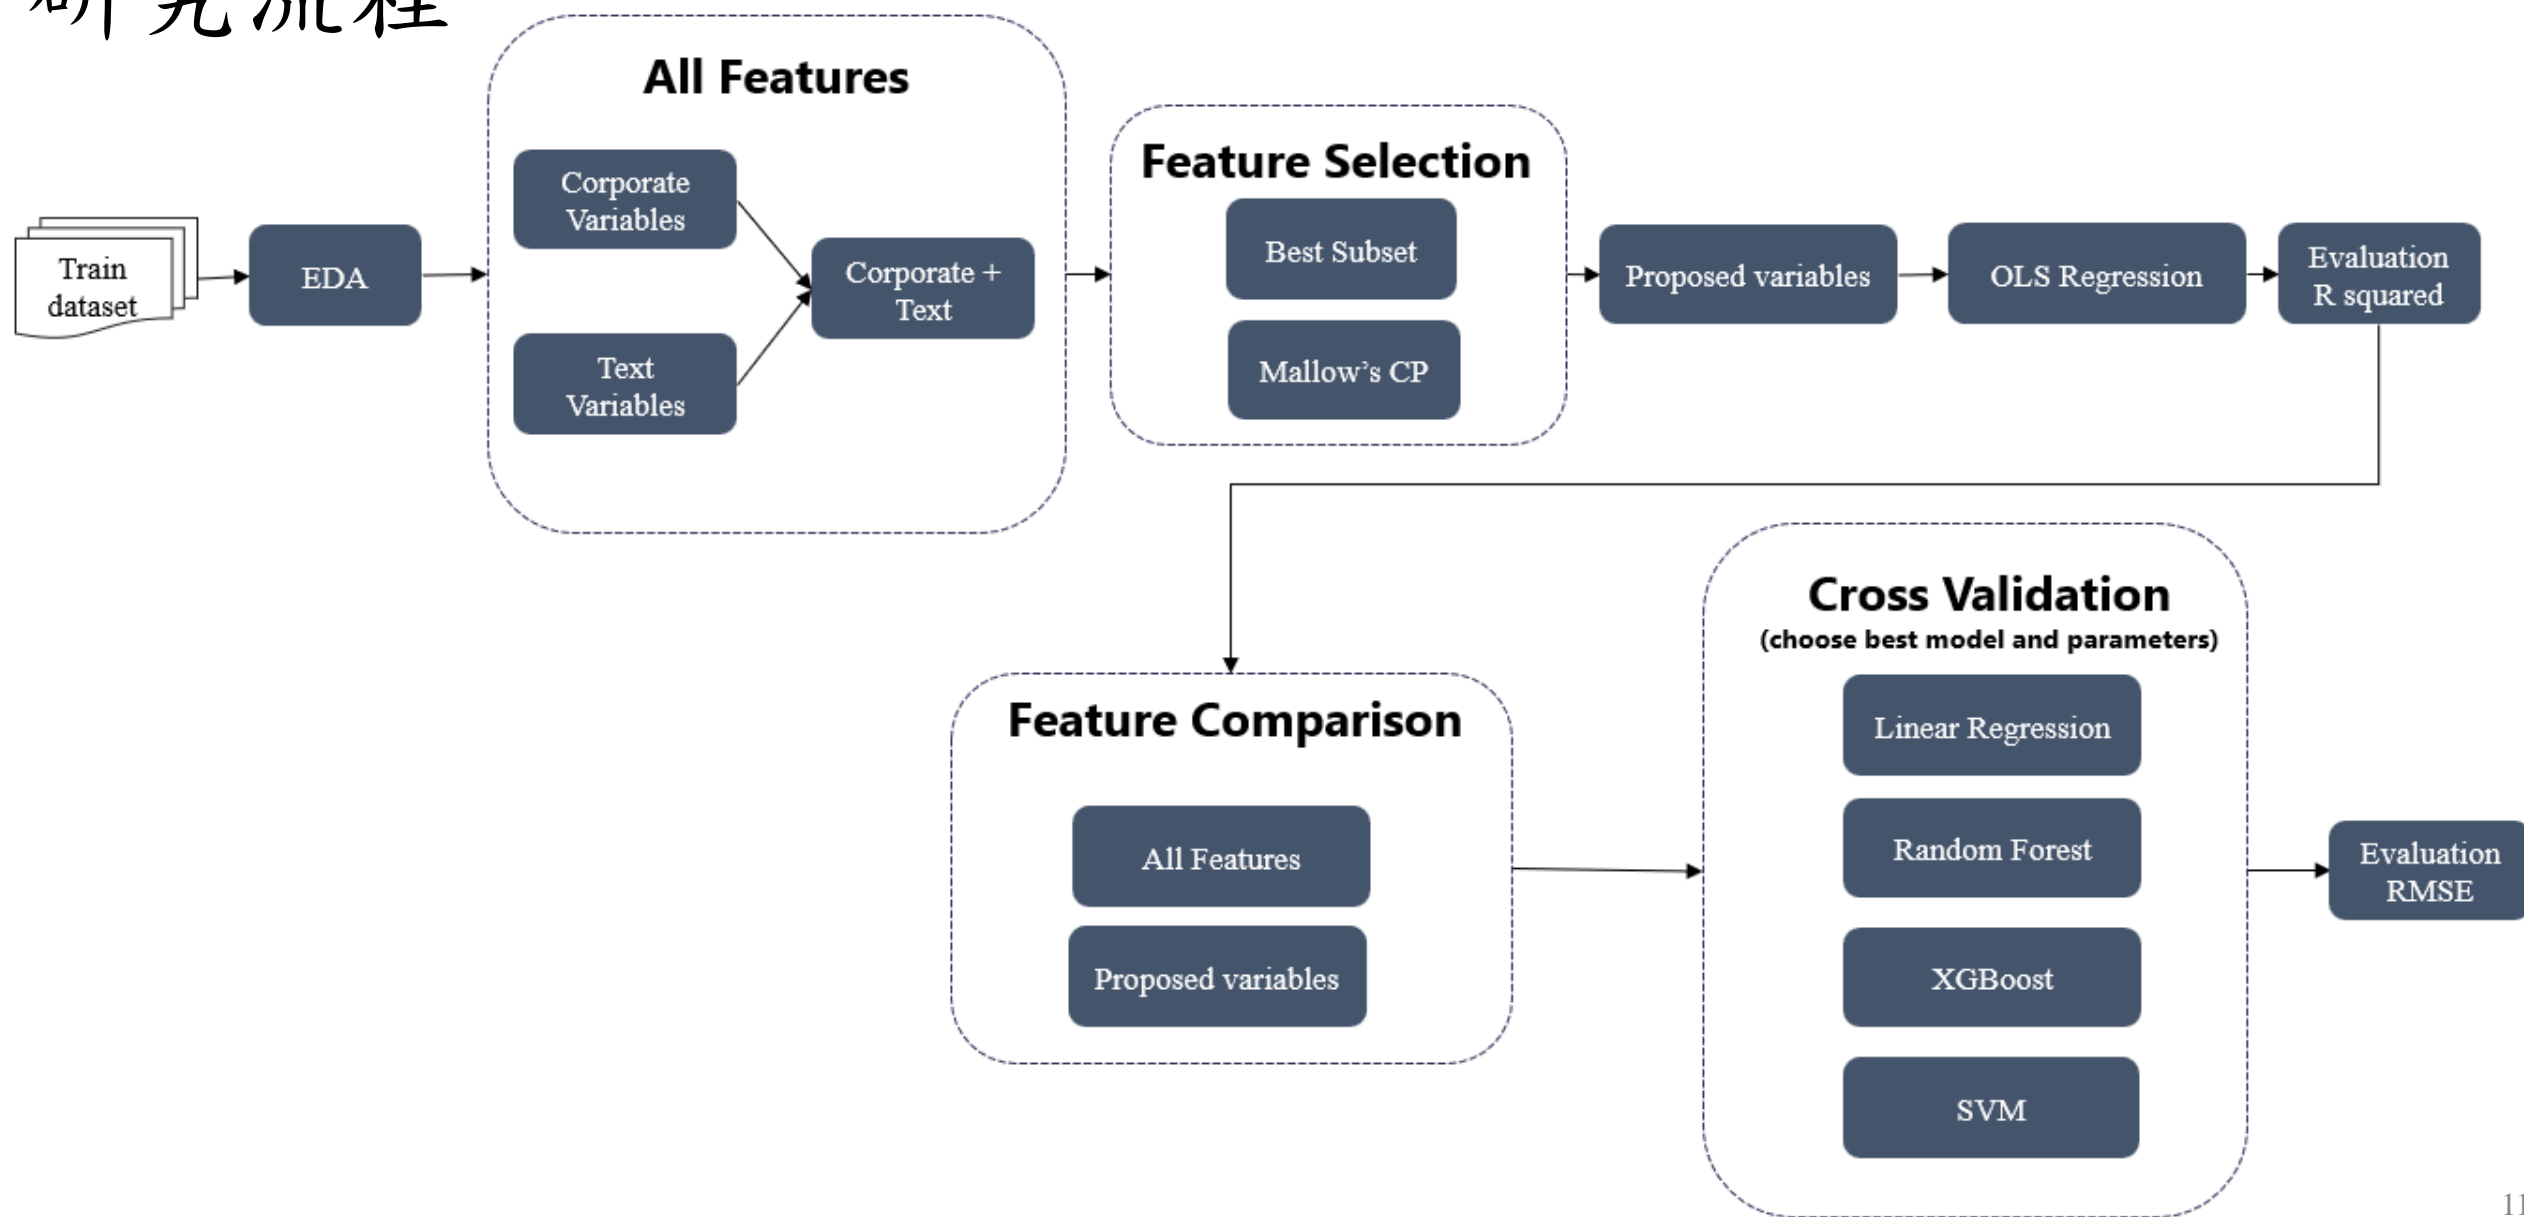 研究流程
All Features
Corporate
Variables
Text
Variables
Corporate +
Text
Train
dataset
EDA
Feature Selection
Best Subset
Mallow’s CP
Proposed variables
OLS Regression
Evaluation
R squared
Feature Comparison
All Features
Proposed variables
Cross Validation
(choose best model and parameters)
Linear Regression
Random Forest
XGBoost
SVM
Evaluation
RMSE
11